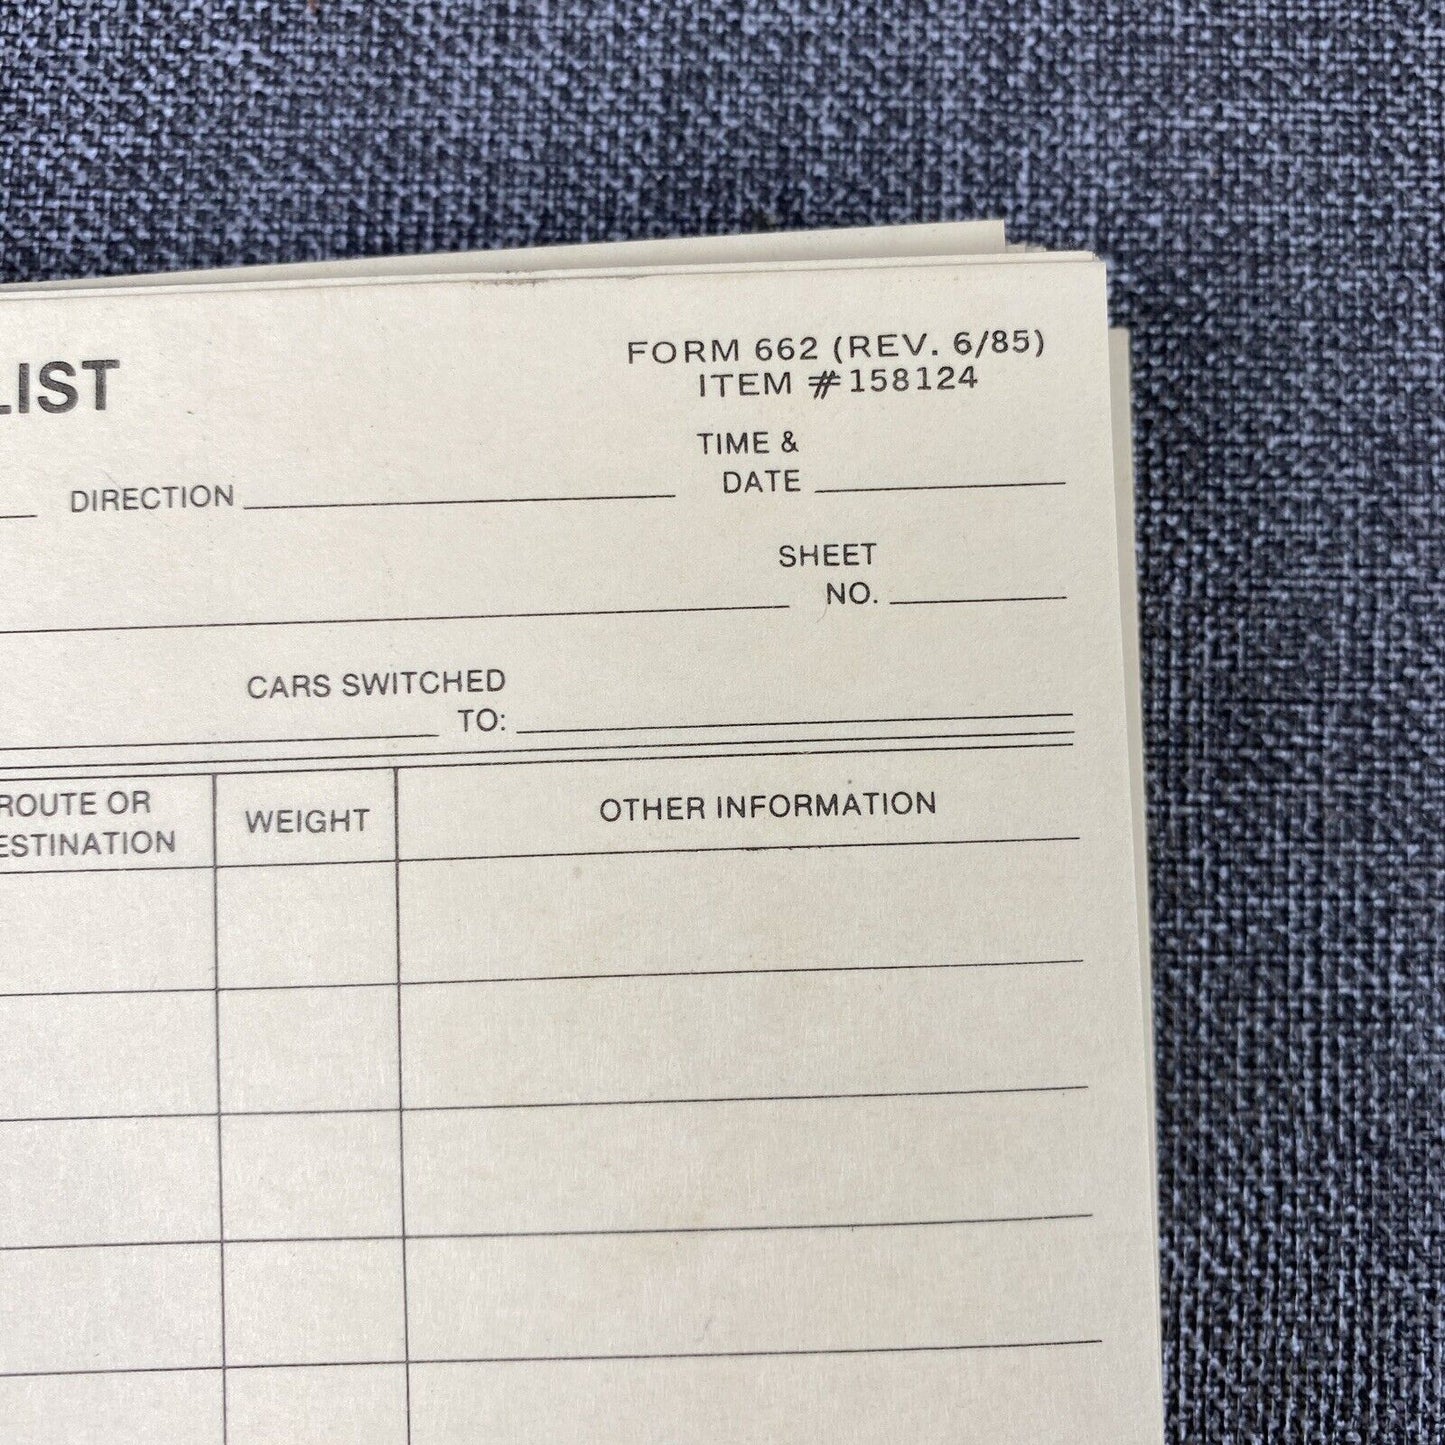 LIST
FORM 662 (REV. 6/85)
ITEM #158124
TIME &
DIRECTION DATE
SHEET
NO.
CARS SWITCHED
TO:
ROUTE OR
ESTINATION
WEIGHT
OTHER INFORMATION